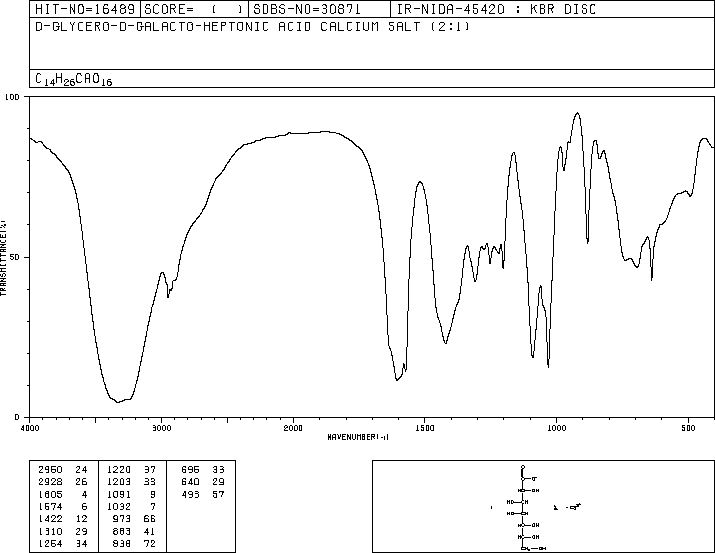 HIT-NO=16489 SCORE= ( ) SDBS-NO=30871 IR-NIDA-45420 : KBR DISC
D-GLYCERO-D-GALACTO-HEPTONIC ACID CALCIUM SALT (2:1)
C14H26CAO16
100
TRANSMITTANCE(%)
50
0
4000 3000 2000 1500 1000 500
WAVENUMBER(-1)
2960 24 1220 37 696 33
2928 26 1203 38 640 29
1605 4 1091 9 493 57
1574 6 1032 7
1422 12 973 66
1310 29 883 41
1254 34 838 72